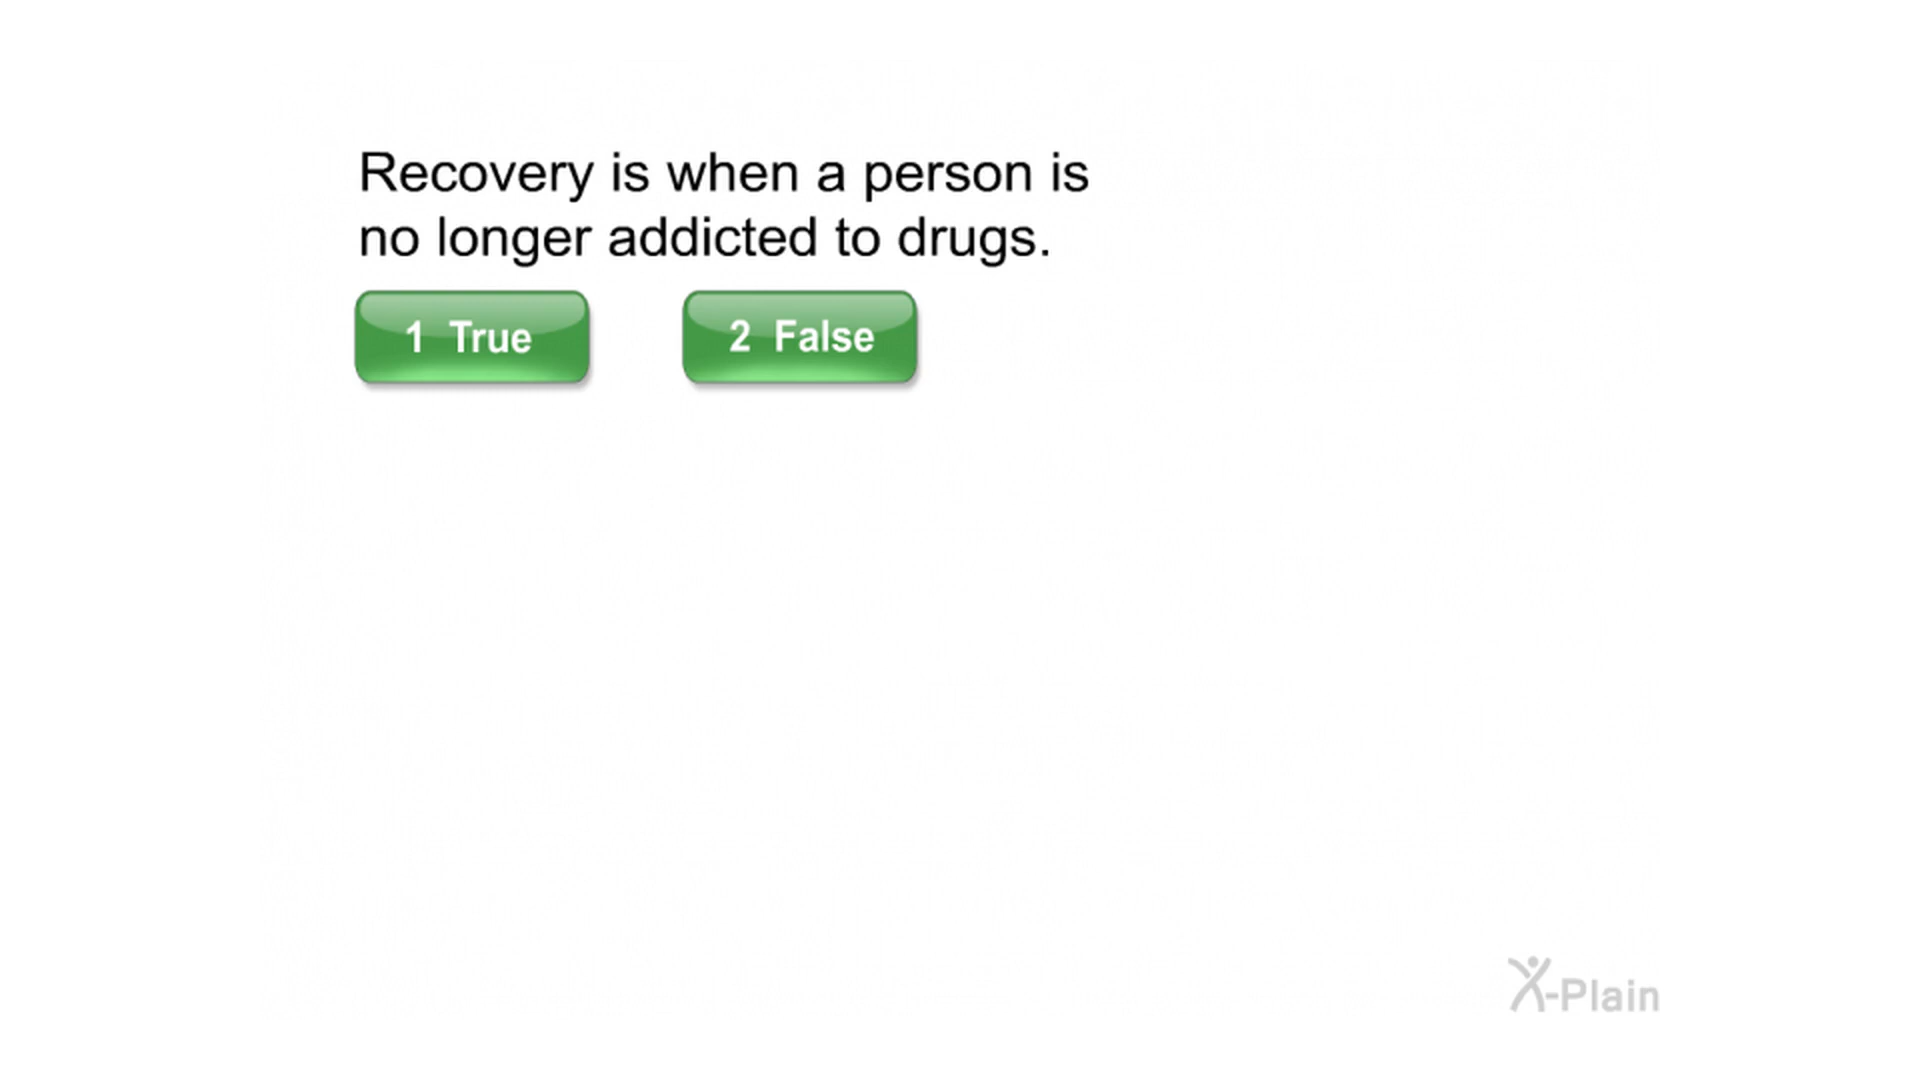 Recovery is when a person is
no longer addicted to drugs.
1 True 2 False
X-Plain